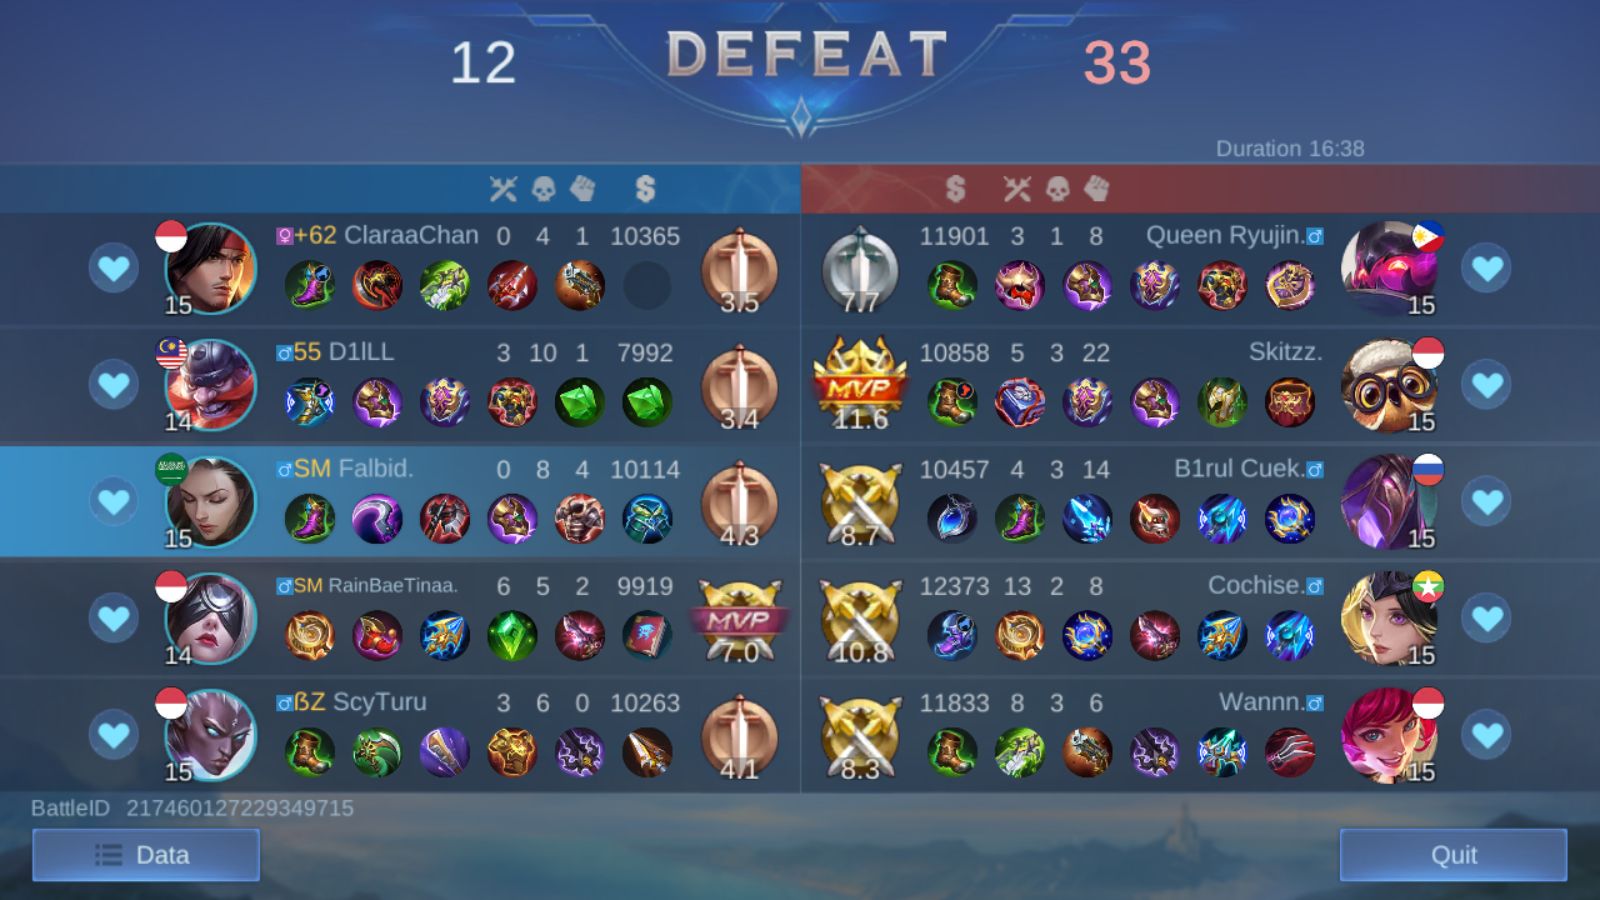 12 DEFEAT 33
Duration 16:38
+62 ClaraaChan 0 4 1 10365
15 3.5
55 D1lLL 3 10 1 7992
14 3.4
SM Falbid. 0 8 4 10114
15 4.3
SM RainBaeTinaa. 6 5 2 9919
MVP
14 7.0
ßZ ScyTuru 3 6 0 10263
15 4.1
11901 3 1 8 Queen Ryujin.
7.7 15
10858 5 3 22 Skitzz.
MVP
11.6 15
10457 4 3 14 B1rul Cuek.
8.7 15
12373 13 2 8 Cochise.
10.8 15
11833 8 3 6 Wannn.
8.3 15
BattleID 217460127229349715
Data
Quit